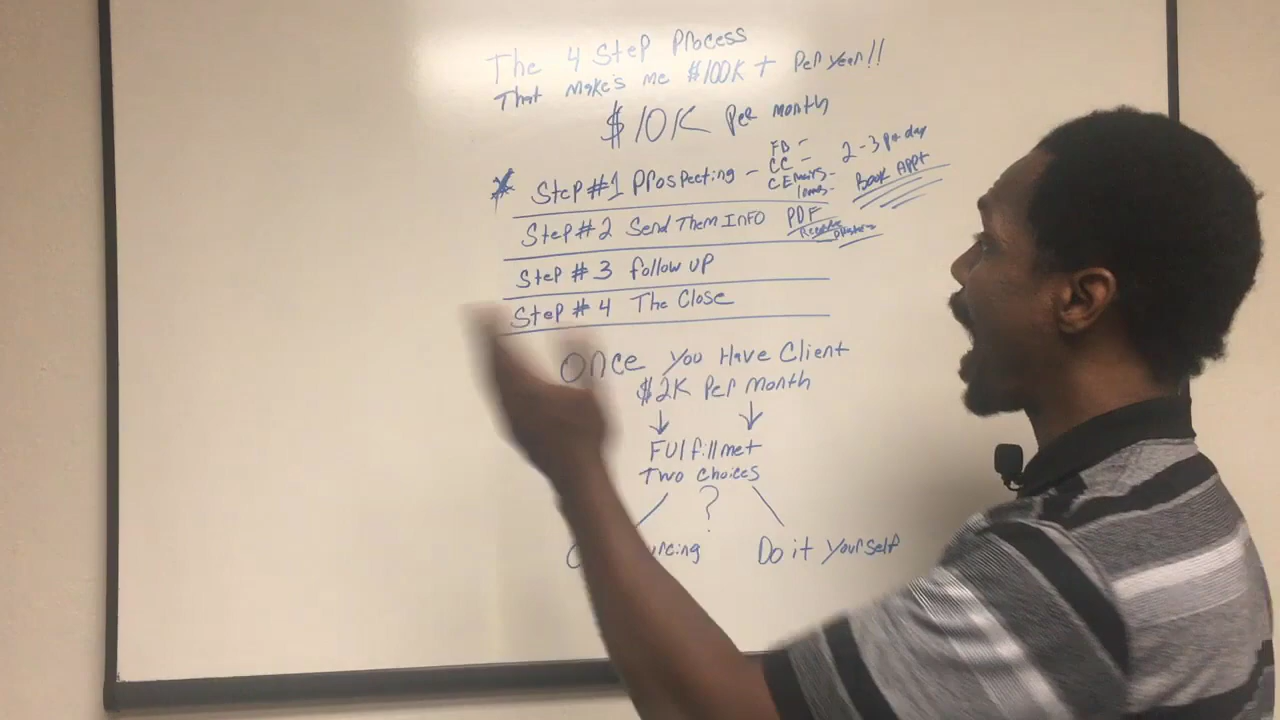 The 4 Step Process
That make's me $100K + Per year!!
$10K Per month
Step #1 Prospecting - FB -
CC -
C Emails -
2-3 per day
Book Appt
Step #2 Send Them InFO PDF
Step # 3 follow up
Step # 4 The Close
Once you Have Client
$2K Per month
FUlfillmet
Two choices
?
Do it yourself